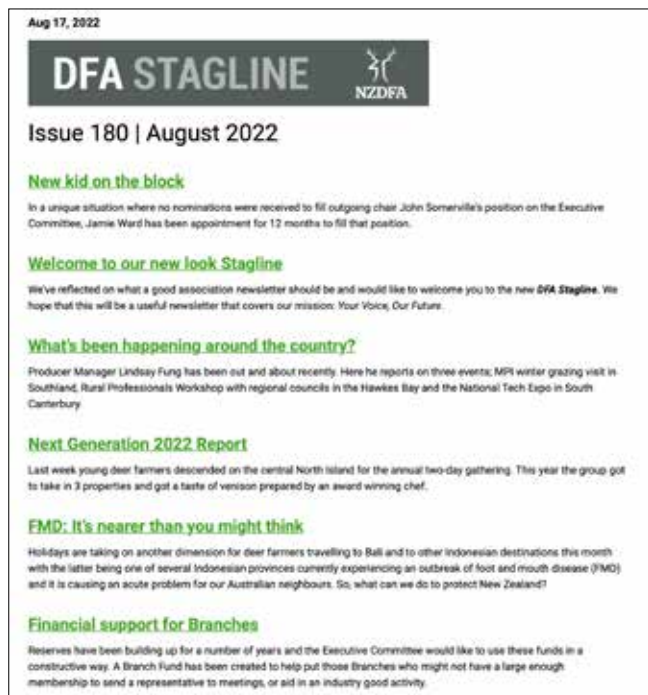 Aug 17, 2022
DFA STAGLINE
NZDFA
Issue 180 | August 2022
New kid on the block
In a unique situation where no nominations were received to fill outgoing chair John Somerville's position on the Executive
Committee, Jamie Ward has been appointment for 12 months to fill that position.
Welcome to our new look Stagline
We've reflected on what a good association newsletter should be and would like to welcome you to the new DFA Stagline. We
hope that this will be a useful newsletter that covers our mission: Your Voice, Our Future.
What's been happening around the country?
Producer Manager Lindsay Fung has been out and about recently. Here he reports on three events; MPI winter grazing visit in
Southland, Rural Professionals Workshop with regional councils in the Hawkes Bay and the National Tech Expo in South
Canterbury
Next Generation 2022 Report
Last week young deer farmers descended on the central North Island for the annual two-day gathering. This year the group got
to take in 3 properties and got a taste of venison prepared by an award winning chef.
FMD: It's nearer than you might think
Holidays are taking on another dimension for deer farmers travelling to Bali and to other Indonesian destinations this month
with the latter being one of several Indonesian provinces currently experiencing an outbreak of foot and mouth disease (FMD)
and it is causing an acute problem for our Australian neighbours. So, what can we do to protect New Zealand?
Financial support for Branches
Reserves have been building up for a number of years and the Executive Committee would like to use these funds in a
constructive way. A Branch Fund has been created to help put those Branches who might not have a large enough
membership to send a representative to meetings, or aid in an industry good activity.